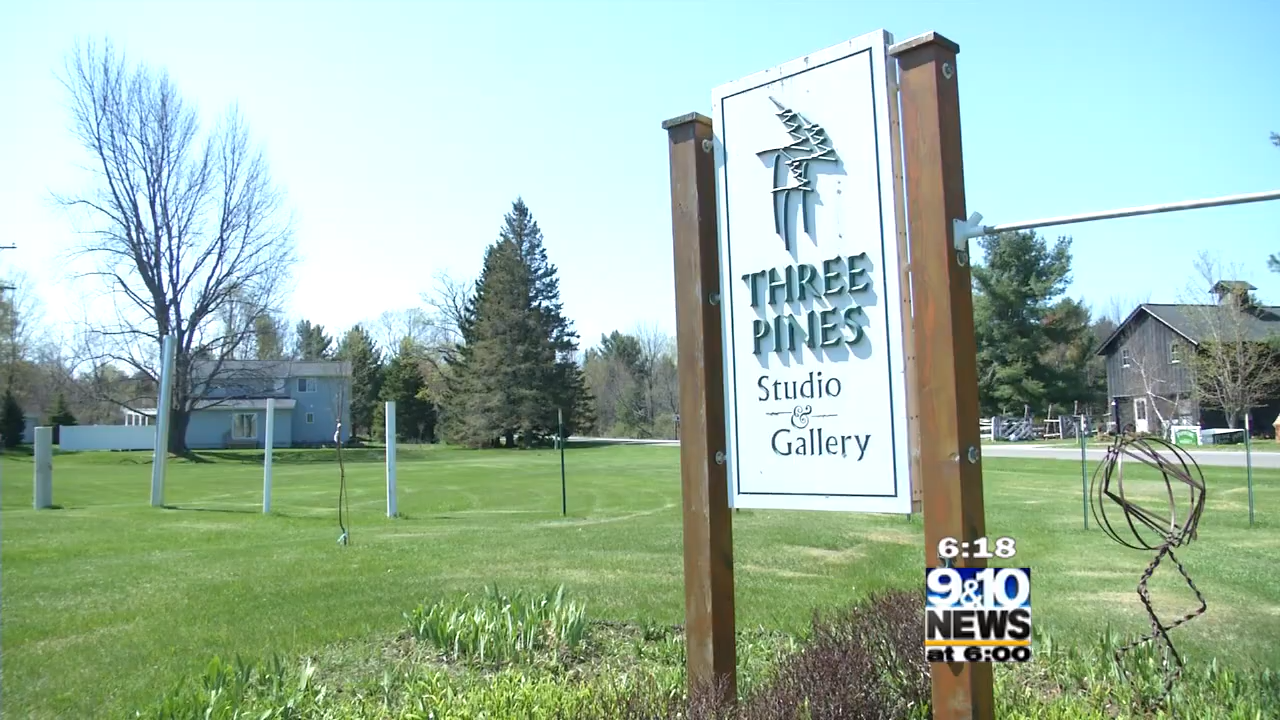 THREE
PINES
Studio
&
Gallery
6:18
9&10
NEWS
at 6:00